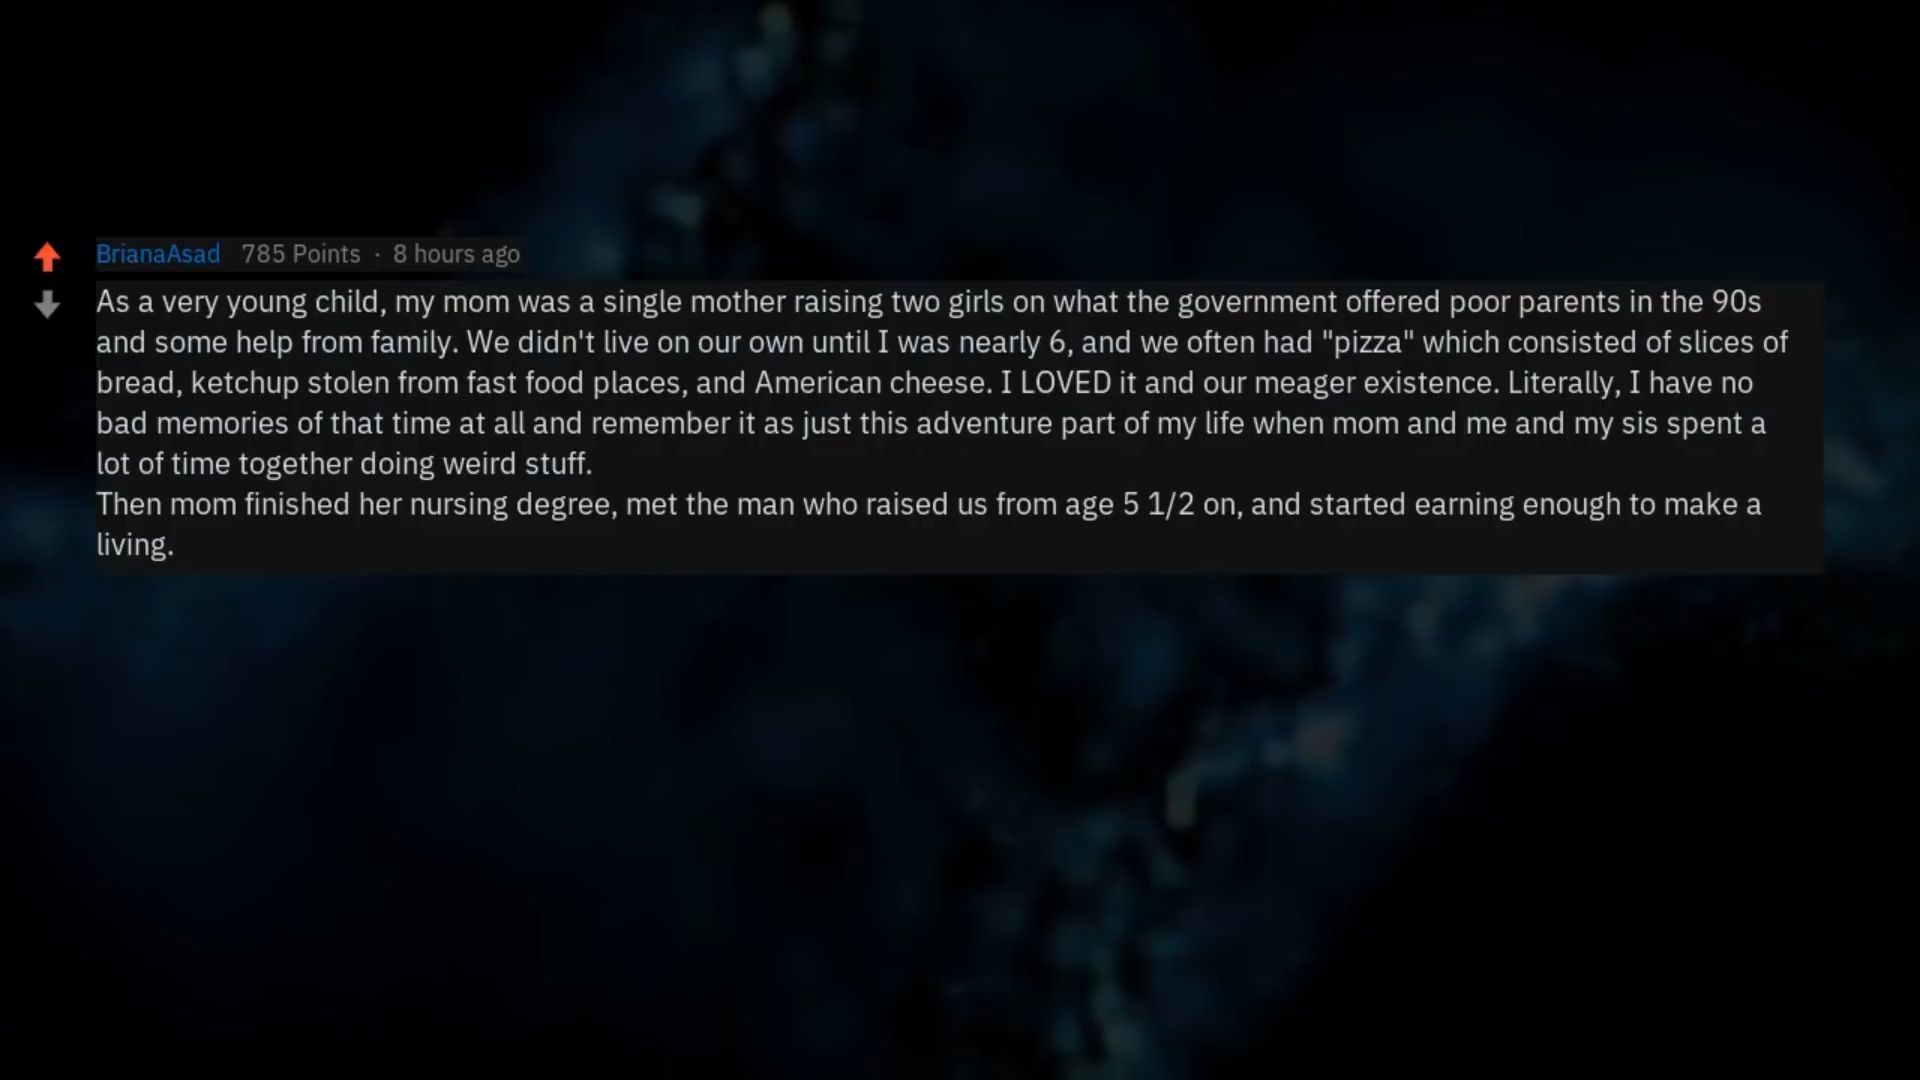 BrianaAsad 785 Points · 8 hours ago
As a very young child, my mom was a single mother raising two girls on what the government offered poor parents in the 90s
and some help from family. We didn't live on our own until I was nearly 6, and we often had "pizza" which consisted of slices of
bread, ketchup stolen from fast food places, and American cheese. I LOVED it and our meager existence. Literally, I have no
bad memories of that time at all and remember it as just this adventure part of my life when mom and me and my sis spent a
lot of time together doing weird stuff.
Then mom finished her nursing degree, met the man who raised us from age 5 1/2 on, and started earning enough to make a
living.